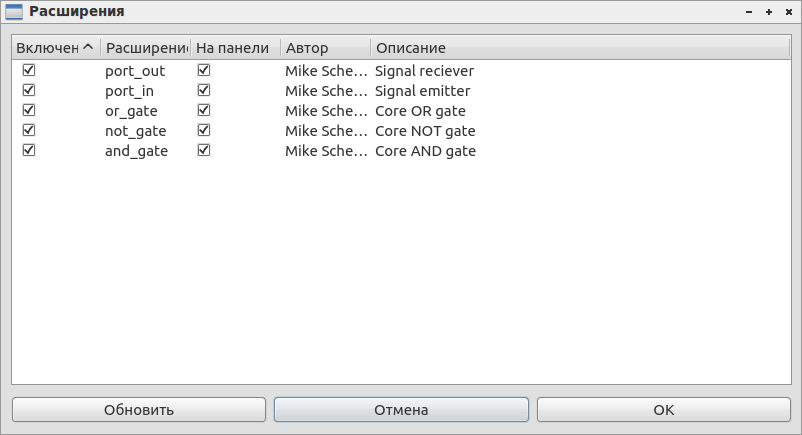 Расширения
Включен Расширени На панели Автор Описание
port_out Mike Sche... Signal reciever
port_in Mike Sche... Signal emitter
or_gate Mike Sche... Core OR gate
not_gate Mike Sche... Core NOT gate
and_gate Mike Sche... Core AND gate
Обновить Отмена OK